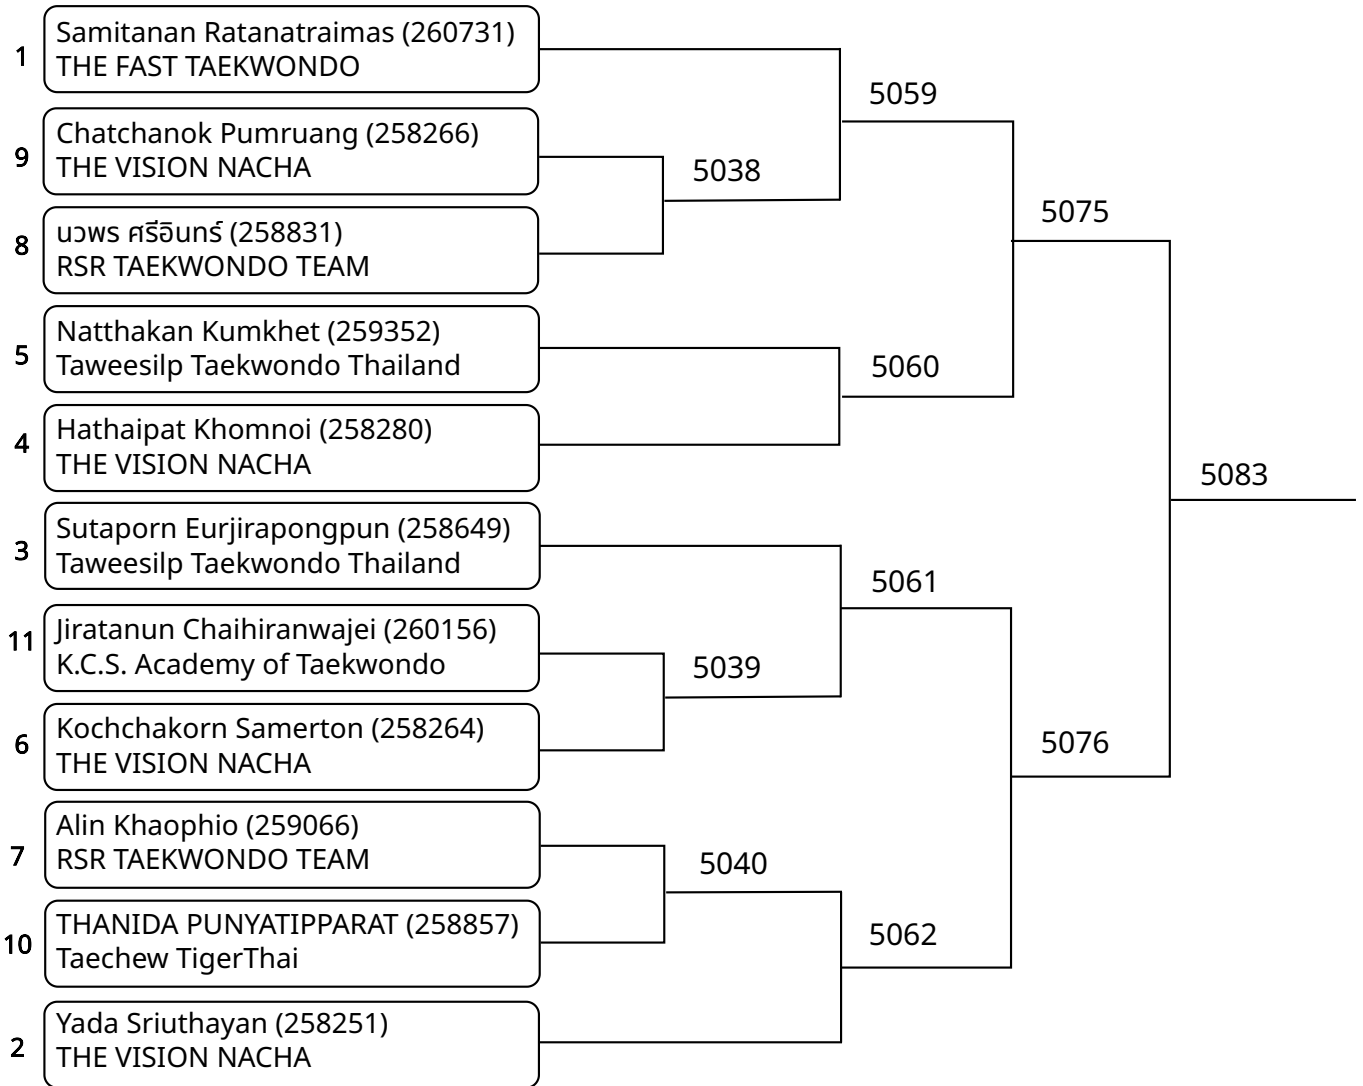 1
Samitanan Ratanatraimas (260731)
THE FAST TAEKWONDO
9
Chatchanok Pumruang (258266)
THE VISION NACHA
8
นวพร ศรีอินทร์ (258831)
RSR TAEKWONDO TEAM
5
Natthakan Kumkhet (259352)
Taweesilp Taekwondo Thailand
4
Hathaipat Khomnoi (258280)
THE VISION NACHA
3
Sutaporn Eurjirapongpun (258649)
Taweesilp Taekwondo Thailand
11
Jiratanun Chaihiranwajei (260156)
K.C.S. Academy of Taekwondo
6
Kochchakorn Samerton (258264)
THE VISION NACHA
7
Alin Khaophio (259066)
RSR TAEKWONDO TEAM
10
THANIDA PUNYATIPPARAT (258857)
Taechew TigerThai
2
Yada Sriuthayan (258251)
THE VISION NACHA
5038
5039
5040
5059
5060
5061
5062
5075
5076
5083